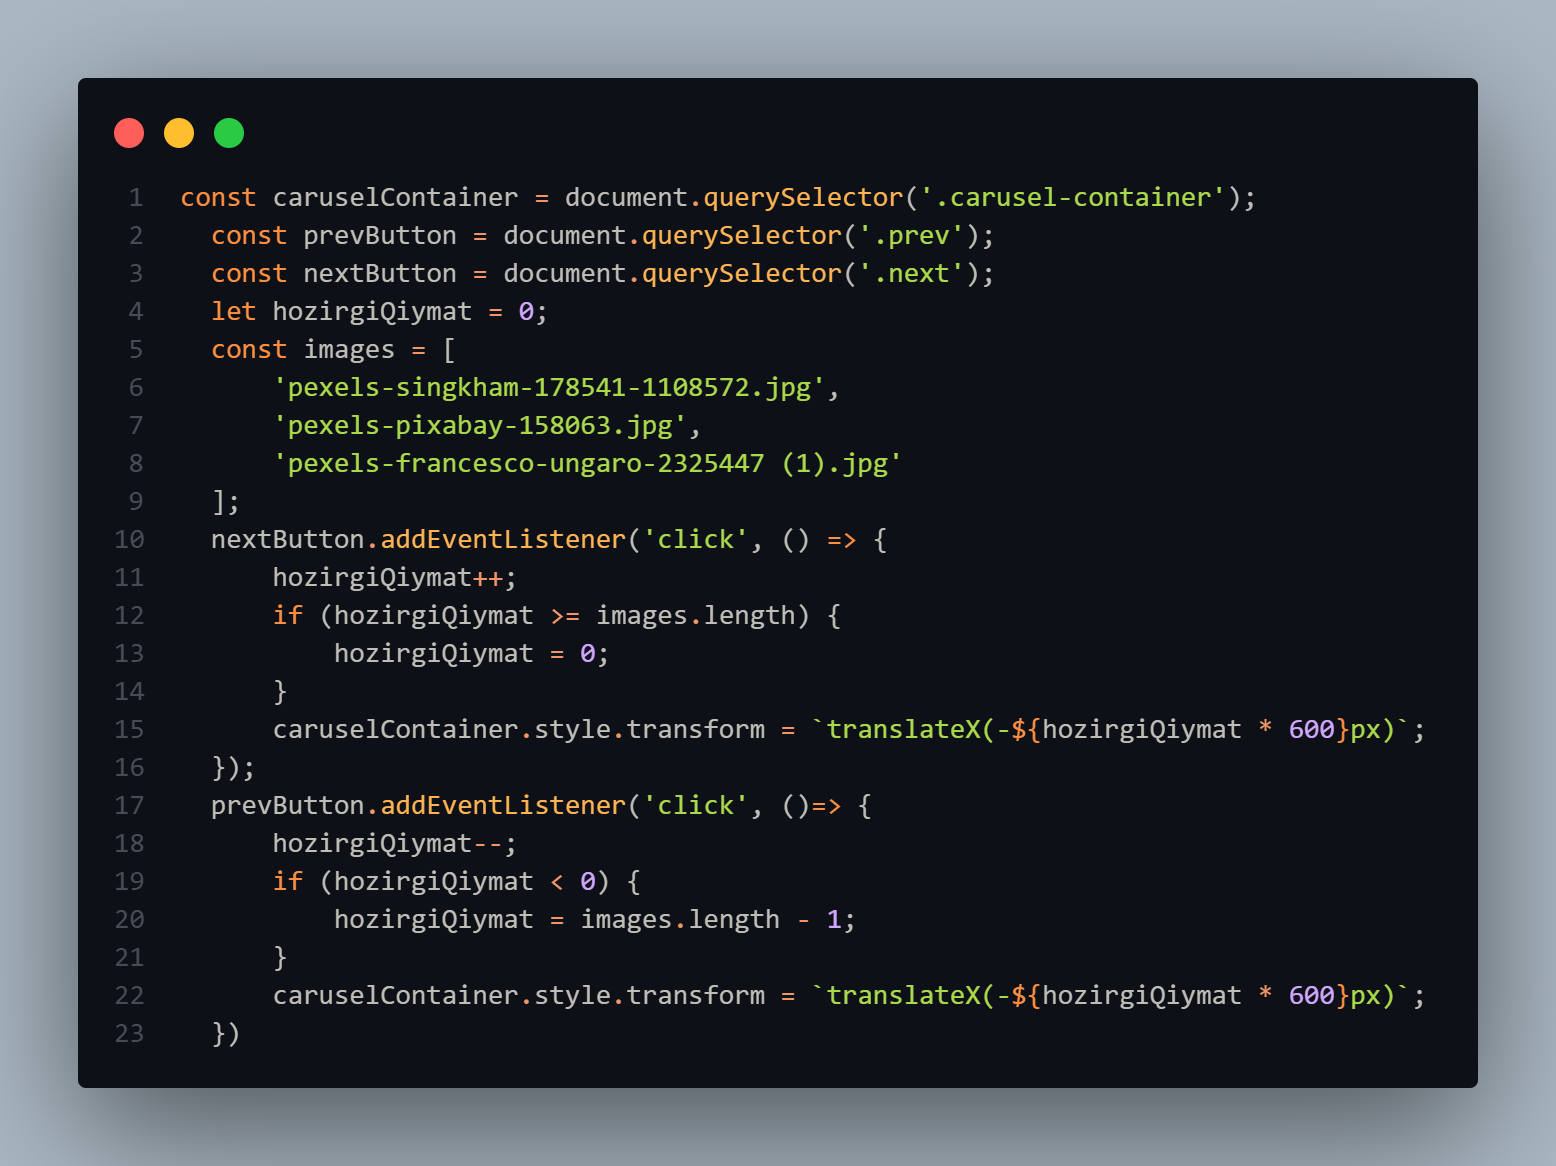 1 const caruselContainer = document.querySelector('.carusel-container');
2   const prevButton = document.querySelector('.prev');
3   const nextButton = document.querySelector('.next');
4   let hozirgiQiymat = 0;
5   const images = [
6       'pexels-singkham-178541-1108572.jpg',
7       'pexels-pixabay-158063.jpg',
8       'pexels-francesco-ungaro-2325447 (1).jpg'
9   ];
10   nextButton.addEventListener('click', () => {
11       hozirgiQiymat++;
12       if (hozirgiQiymat >= images.length) {
13           hozirgiQiymat = 0;
14       }
15       caruselContainer.style.transform = `translateX(-${hozirgiQiymat * 600}px)`;
16   });
17   prevButton.addEventListener('click', ()=> {
18       hozirgiQiymat--;
19       if (hozirgiQiymat < 0) {
20           hozirgiQiymat = images.length - 1;
21       }
22       caruselContainer.style.transform = `translateX(-${hozirgiQiymat * 600}px)`;
23   })